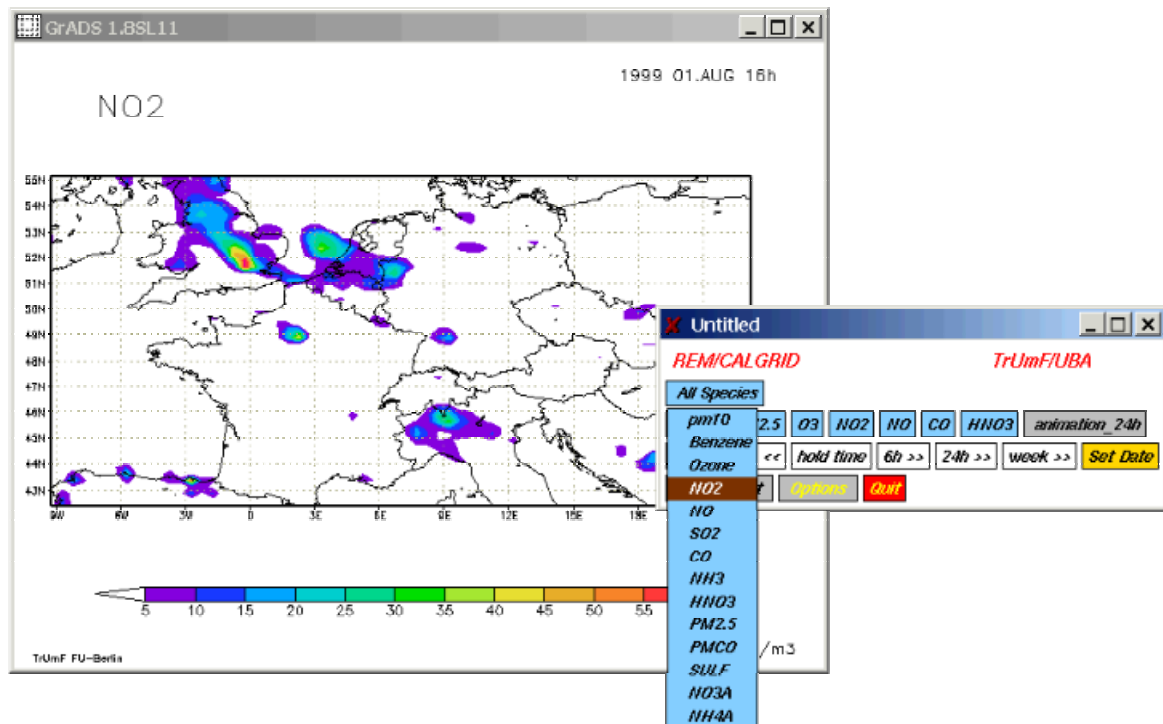 GrADS 1.8SL11
1999 01.AUG 16h
NO2
55N
54N
53N
52N
51N
50N
49N
48N
47N
46N
45N
44N
43N
9W 6W 3W 0 3E 6E 9E 12E 15E 18E
5 10 15 20 25 30 35 40 45 50 55
/m3
TrUmF FU-Berlin
Untitled
REM/CALGRID TrUmF/UBA
All Species
2.5 O3 NO2 NO CO HNO3 animation_24h
<< hold time 6h >> 24h >> week >> Set Date
t Options Quit
pm10
Benzene
Ozone
NO2
NO
SO2
CO
NH3
HNO3
PM2.5
PMCO
SULF
NO3A
NH4A